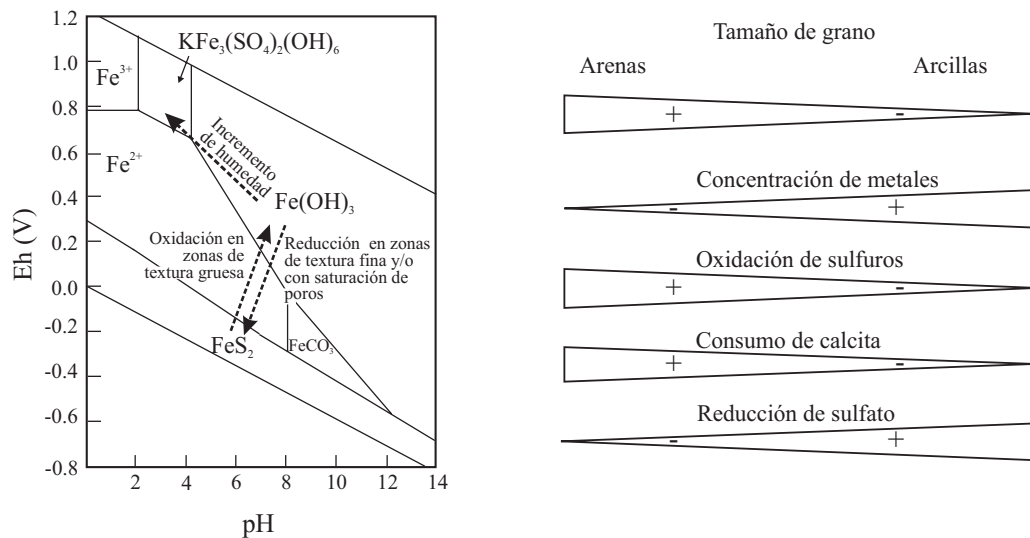 1.2
1.0
0.8
0.6
0.4
0.2
0.0
-0.2
-0.4
-0.6
-0.8
Eh (V)
2
4
6
8
10
12
14
pH
KFe₃(SO₄)₂(OH)₆
Fe³⁺
Fe²⁺
Incremento
de humedad
Fe(OH)₃
Oxidación en
zonas de
textura gruesa
Reducción en zonas
de textura fina y/o
con saturación de
poros
FeS₂
FeCO₃
Tamaño de grano
Arenas
Arcillas
+
-
Concentración de metales
-
+
Oxidación de sulfuros
+
-
Consumo de calcita
+
-
Reducción de sulfato
-
+